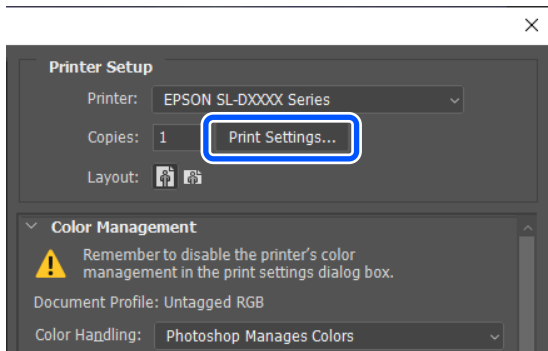 Printer Setup
Printer: EPSON SL-DXXXX Series
Copies: 1 Print Settings...
Layout:
Color Management
Remember to disable the printer's color
management in the print settings dialog box.
Document Profile: Untagged RGB
Color Handling: Photoshop Manages Colors